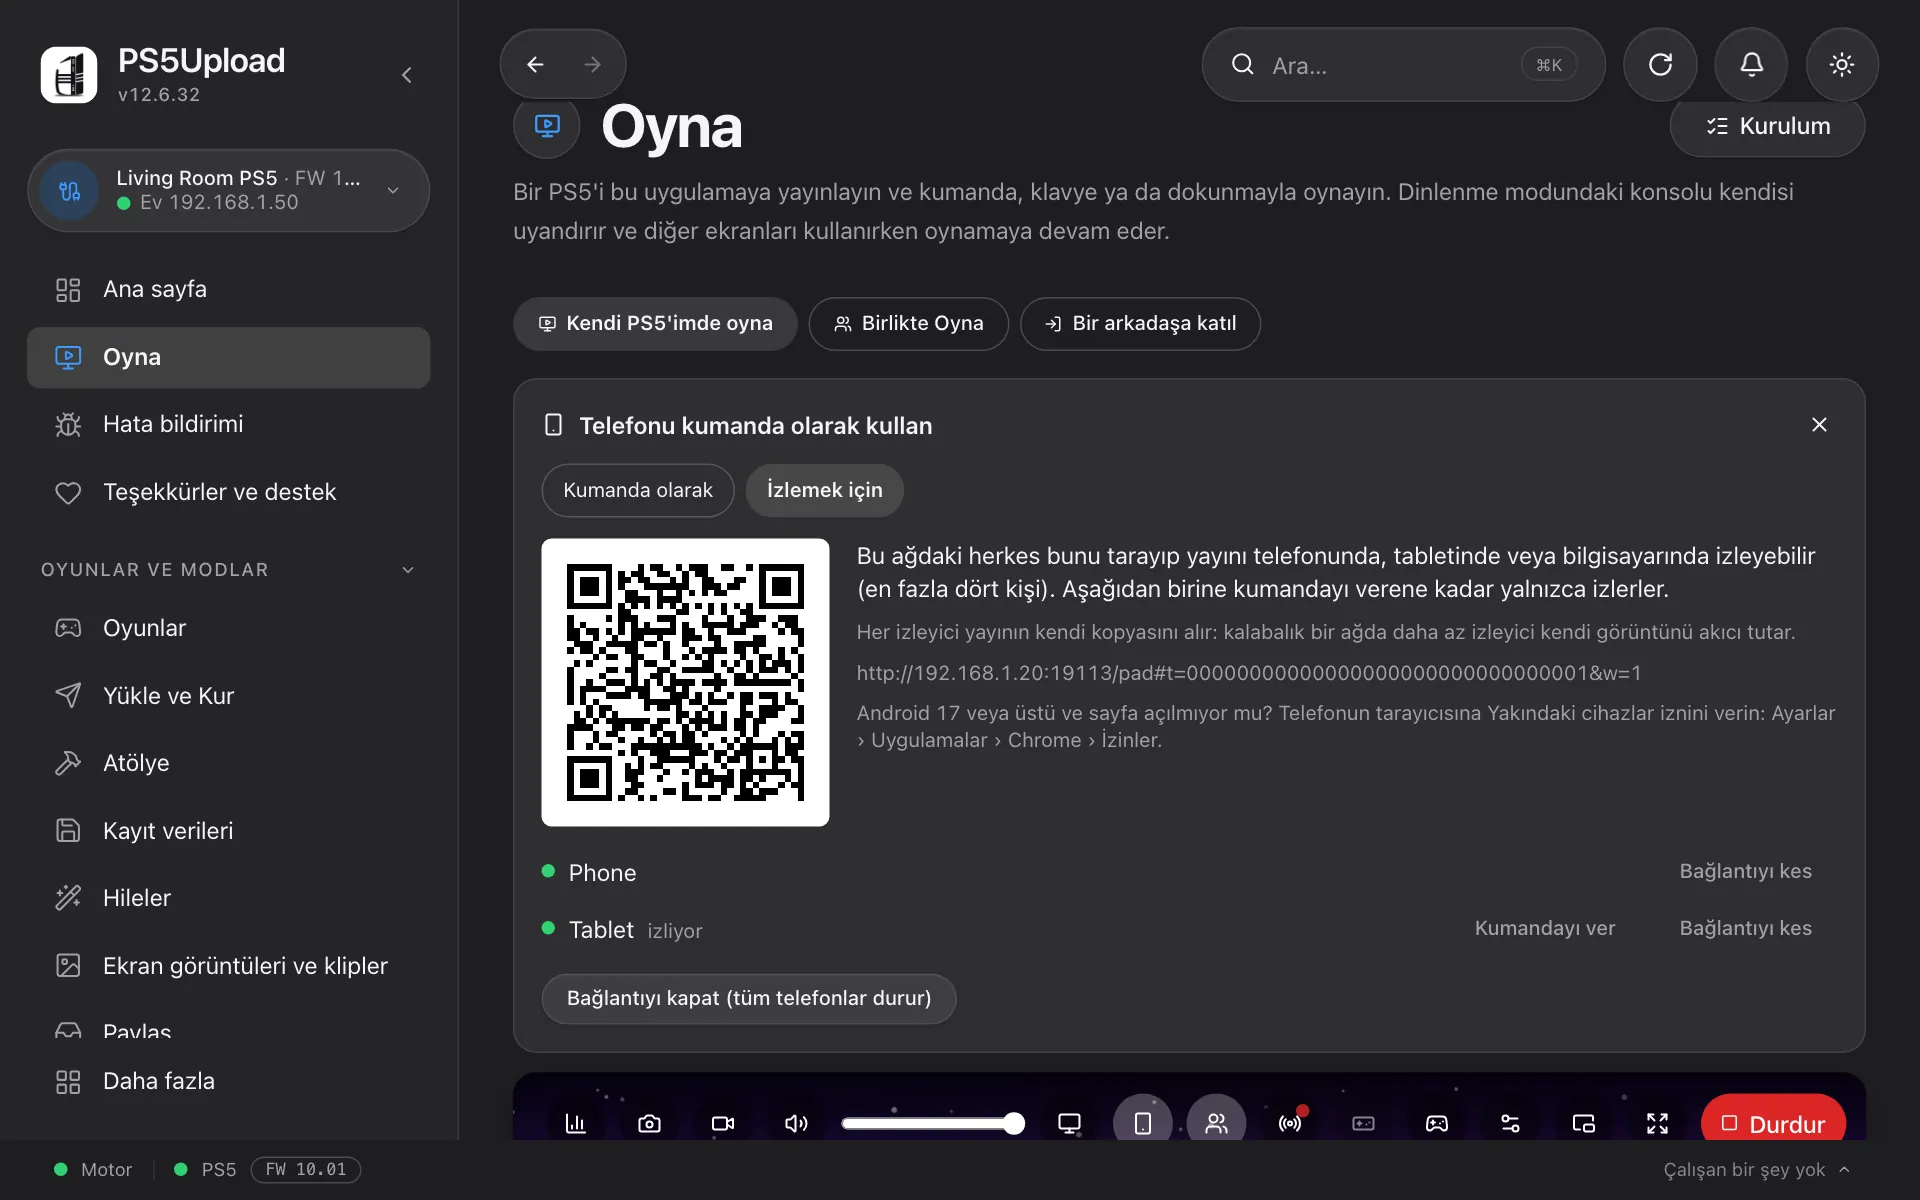 PS5Upload
v12.6.32
Living Room PS5 · FW 1...
Ev 192.168.1.50
Ana sayfa
Oyna
Hata bildirimi
Teşekkürler ve destek
OYUNLAR VE MODLAR
Oyunlar
Yükle ve Kur
Atölye
Kayıt verileri
Hileler
Ekran görüntüleri ve klipler
Paylaş
Daha fazla
Ara...
⌘K
Oyna
Kurulum
Bir PS5'i bu uygulamaya yayınlayın ve kumanda, klavye ya da dokunmayla oynayın. Dinlenme modundaki konsolu kendisi
uyandırır ve diğer ekranları kullanırken oynamaya devam eder.
Kendi PS5'imde oyna
Birlikte Oyna
Bir arkadaşa katıl
Telefonu kumanda olarak kullan
Kumanda olarak
İzlemek için
Bu ağdaki herkes bunu tarayıp yayını telefonunda, tabletinde veya bilgisayarında izleyebilir
(en fazla dört kişi). Aşağıdan birine kumandayı verene kadar yalnızca izlerler.
Her izleyici yayının kendi kopyasını alır: kalabalık bir ağda daha az izleyici kendi görüntünü akıcı tutar.
http://192.168.1.20:19113/pad#t=00000000000000000000000000000001&w=1
Android 17 veya üstü ve sayfa açılmıyor mu? Telefonun tarayıcısına Yakındaki cihazlar iznini verin: Ayarlar
› Uygulamalar › Chrome › İzinler.
Phone
Bağlantıyı kes
Tablet izliyor
Kumandayı ver
Bağlantıyı kes
Bağlantıyı kapat (tüm telefonlar durur)
Durdur
Motor
PS5
FW 10.01
Çalışan bir şey yok